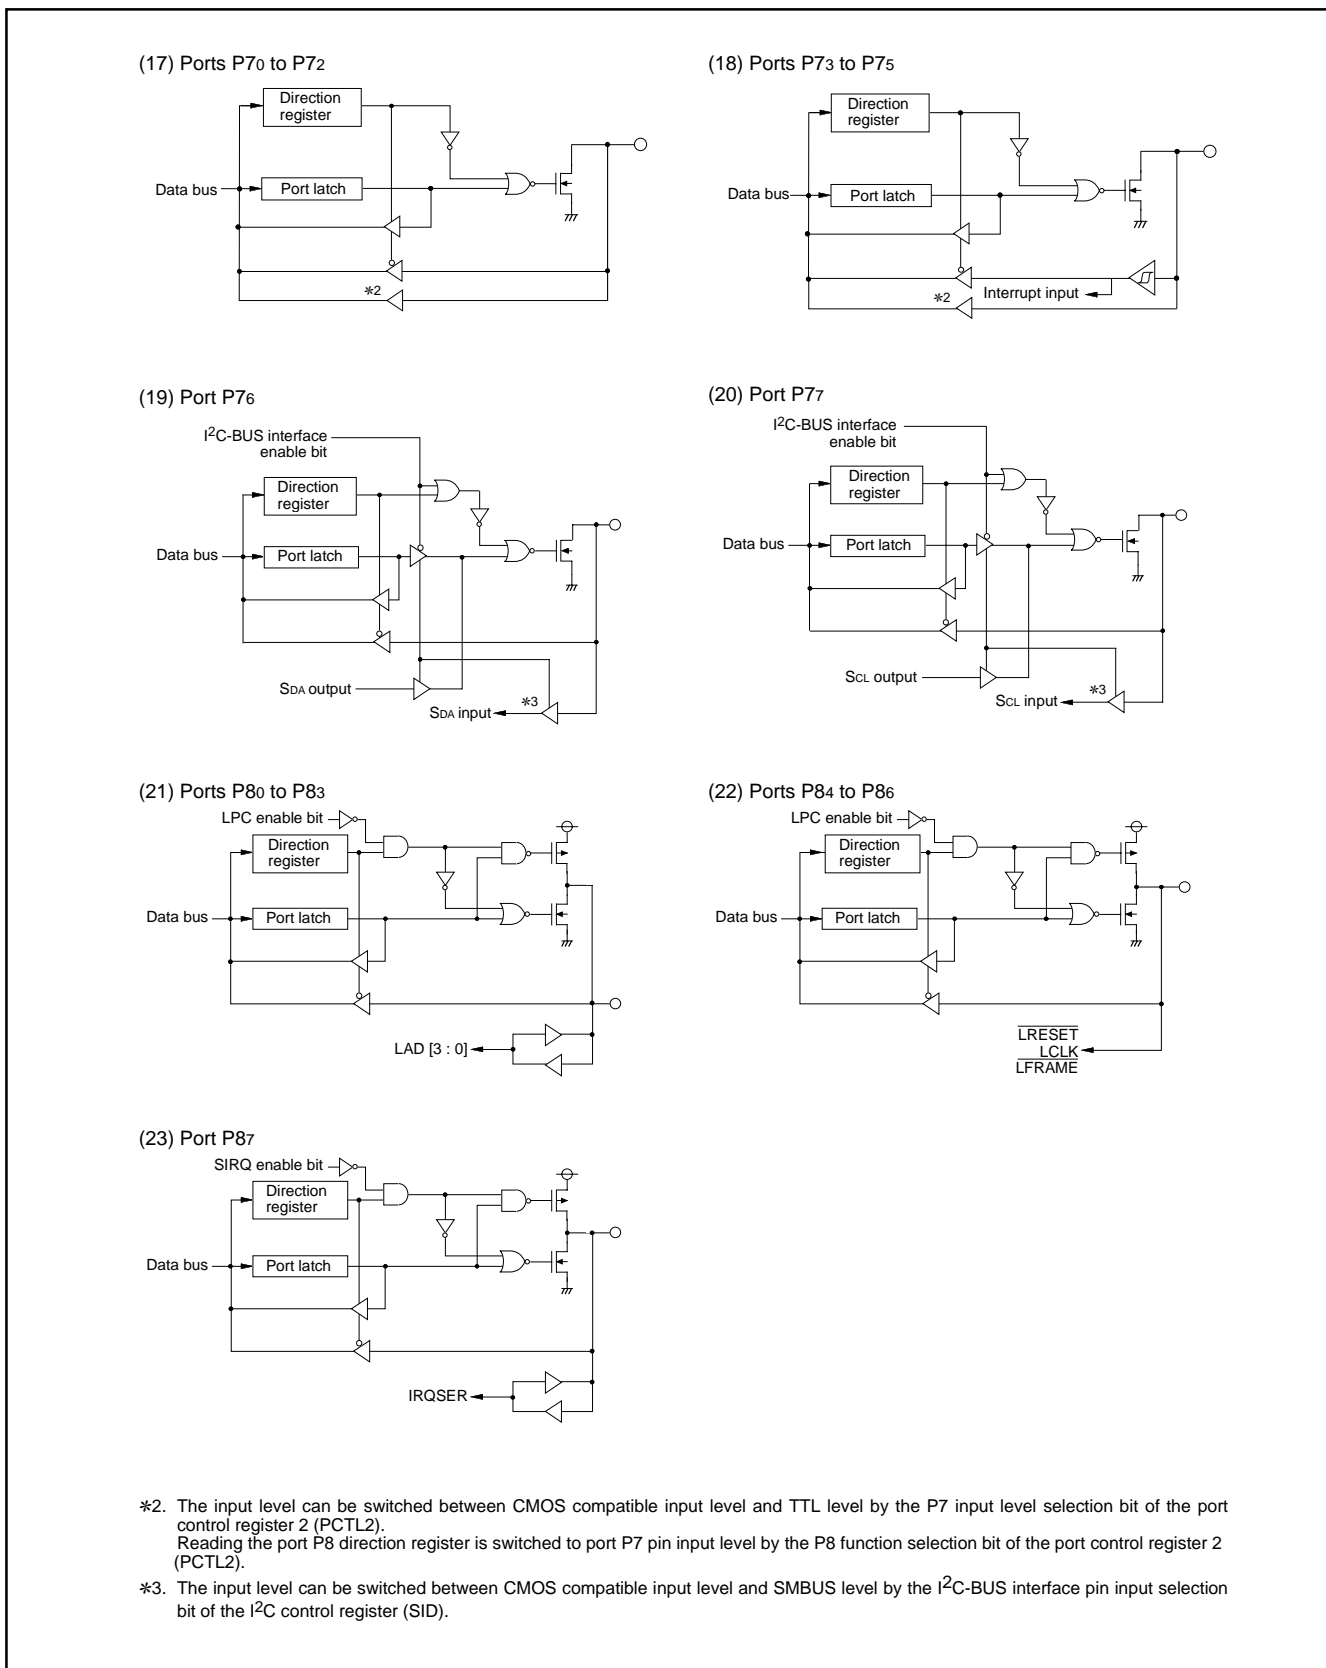 (17) Ports P70 to P72
Direction
register
Data bus
Port latch
*2
(18) Ports P73 to P75
Direction
register
Data bus
Port latch
Interrupt input
*2
(19) Port P76
I2C-BUS interface
enable bit
Direction
register
Data bus
Port latch
SDA output
*3
SDA input
(20) Port P77
I2C-BUS interface
enable bit
Direction
register
Data bus
Port latch
SCL output
*3
SCL input
(21) Ports P80 to P83
LPC enable bit
Direction
register
Data bus
Port latch
LAD [3 : 0]
(22) Ports P84 to P86
LPC enable bit
Direction
register
Data bus
Port latch
LRESET
LCLK
LFRAME
(23) Port P87
SIRQ enable bit
Direction
register
Data bus
Port latch
IRQSER
*2. The input level can be switched between CMOS compatible input level and TTL level by the P7 input level selection bit of the port
control register 2 (PCTL2).
Reading the port P8 direction register is switched to port P7 pin input level by the P8 function selection bit of the port control register 2
(PCTL2).
*3. The input level can be switched between CMOS compatible input level and SMBUS level by the I2C-BUS interface pin input selection
bit of the I2C control register (SID).